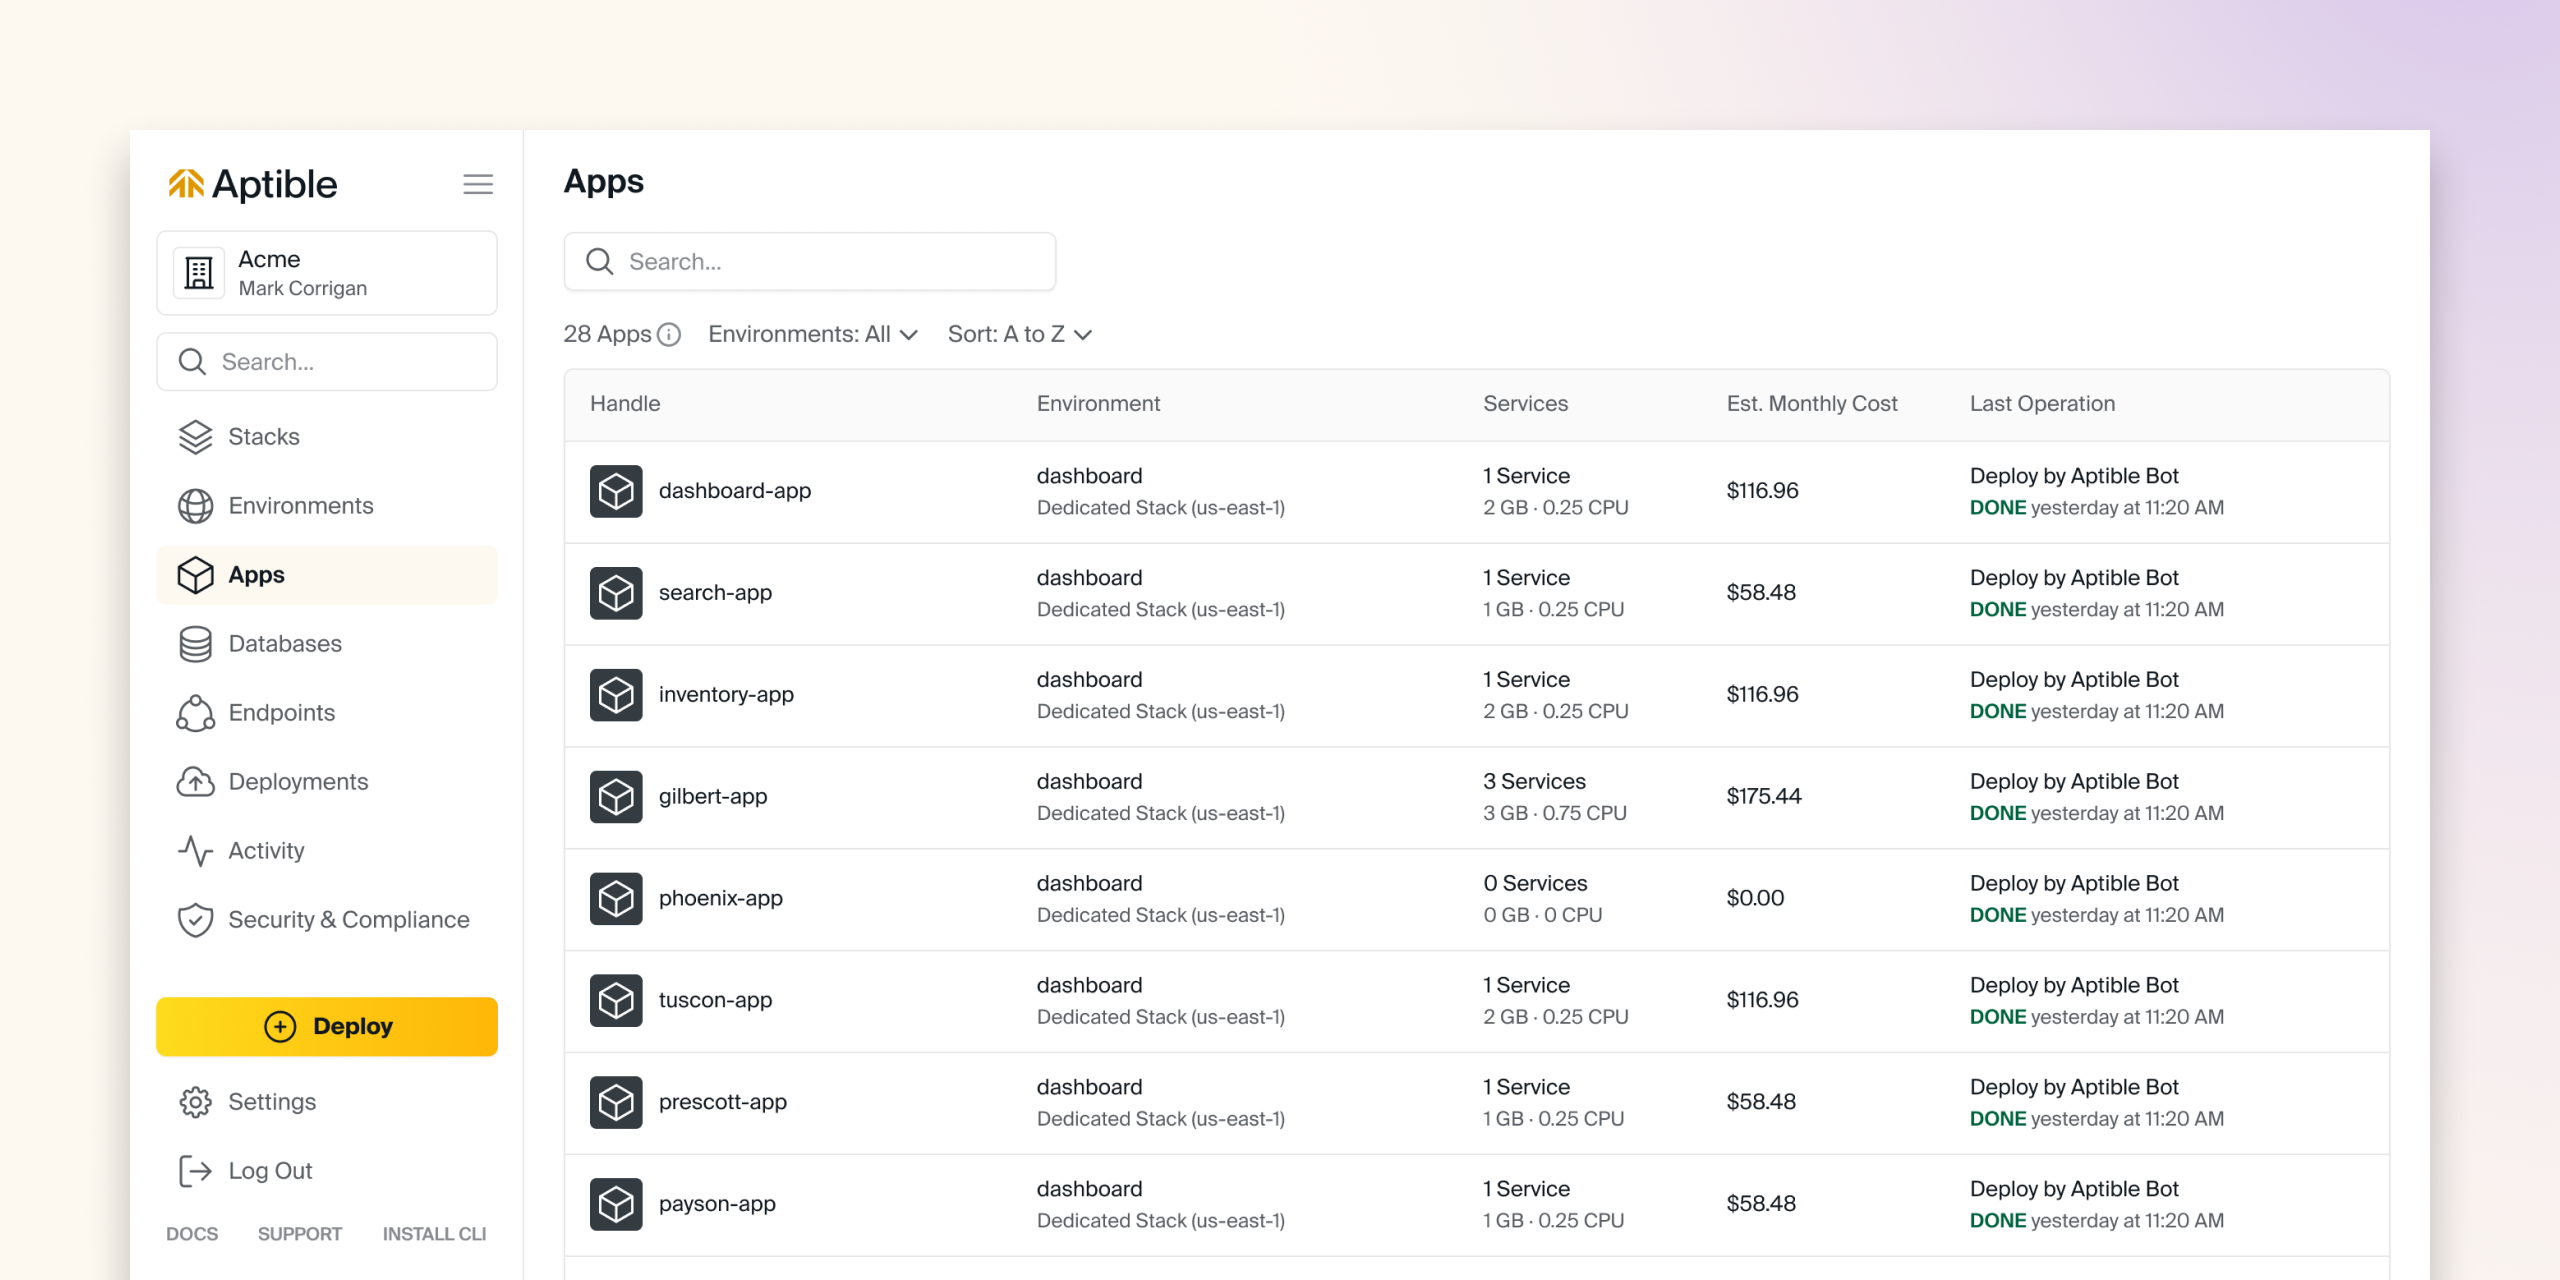 Aptible
Acme
Mark Corrigan
Search...
Stacks
Environments
Apps
Databases
Endpoints
Deployments
Activity
Security & Compliance
Deploy
Settings
Log Out
DOCS SUPPORT INSTALL CLI
Apps
Search...
28 Apps Environments: All Sort: A to Z
Handle Environment Services Est. Monthly Cost Last Operation
dashboard-app dashboard 1 Service $116.96 Deploy by Aptible Bot
Dedicated Stack (us-east-1) 2 GB · 0.25 CPU DONE yesterday at 11:20 AM
search-app dashboard 1 Service $58.48 Deploy by Aptible Bot
Dedicated Stack (us-east-1) 1 GB · 0.25 CPU DONE yesterday at 11:20 AM
inventory-app dashboard 1 Service $116.96 Deploy by Aptible Bot
Dedicated Stack (us-east-1) 2 GB · 0.25 CPU DONE yesterday at 11:20 AM
gilbert-app dashboard 3 Services $175.44 Deploy by Aptible Bot
Dedicated Stack (us-east-1) 3 GB · 0.75 CPU DONE yesterday at 11:20 AM
phoenix-app dashboard 0 Services $0.00 Deploy by Aptible Bot
Dedicated Stack (us-east-1) 0 GB · 0 CPU DONE yesterday at 11:20 AM
tuscon-app dashboard 1 Service $116.96 Deploy by Aptible Bot
Dedicated Stack (us-east-1) 2 GB · 0.25 CPU DONE yesterday at 11:20 AM
prescott-app dashboard 1 Service $58.48 Deploy by Aptible Bot
Dedicated Stack (us-east-1) 1 GB · 0.25 CPU DONE yesterday at 11:20 AM
payson-app dashboard 1 Service $58.48 Deploy by Aptible Bot
Dedicated Stack (us-east-1) 1 GB · 0.25 CPU DONE yesterday at 11:20 AM